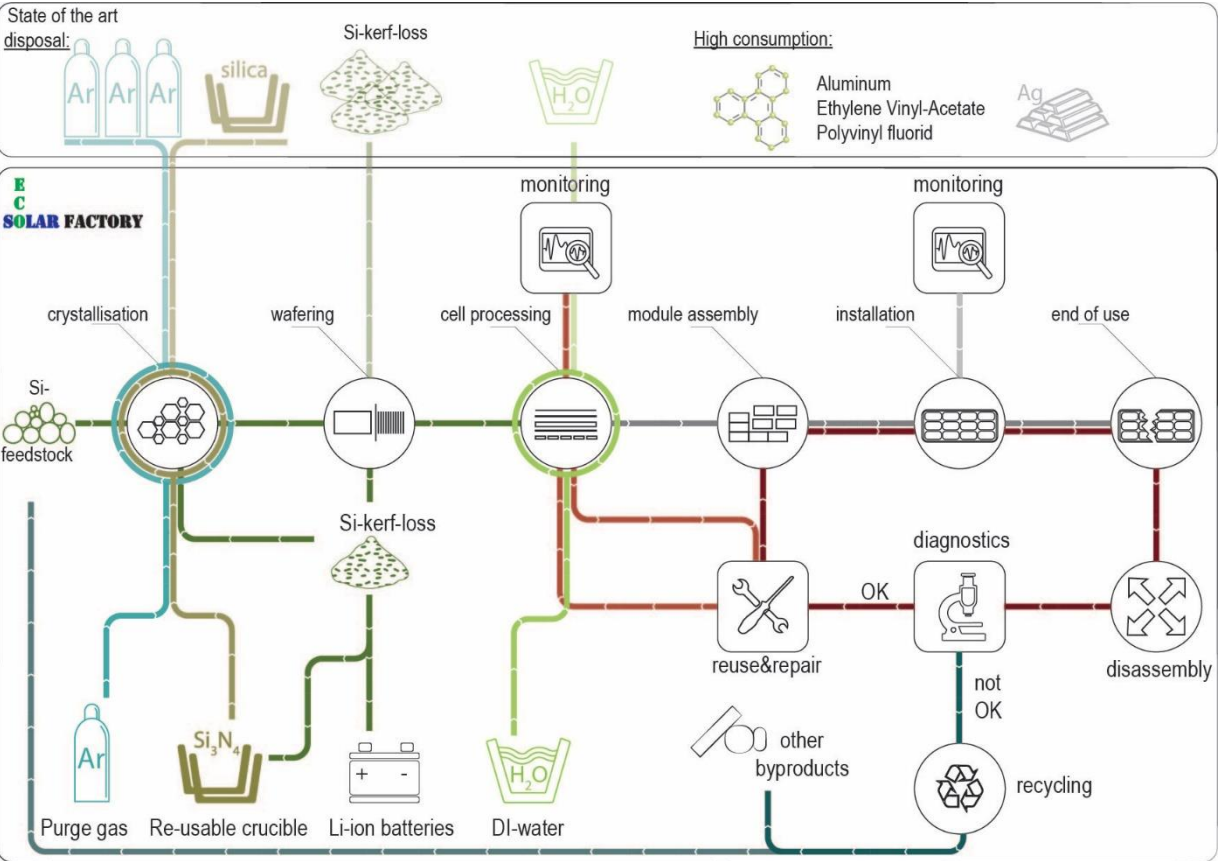 State of the art
disposal:
Ar
Ar
Ar
silica
Si-kerf-loss
H2O
High consumption:
Aluminum
Ethylene Vinyl-Acetate
Polyvinyl fluorid
Ag
E
C
SOLAR FACTORY
monitoring
monitoring
crystallisation
wafering
cell processing
module assembly
installation
end of use
Si-
feedstock
Si-kerf-loss
diagnostics
OK
reuse&repair
disassembly
not
OK
Ar
Si3N4
+ -
H2O
other
byproducts
recycling
Purge gas
Re-usable crucible
Li-ion batteries
DI-water